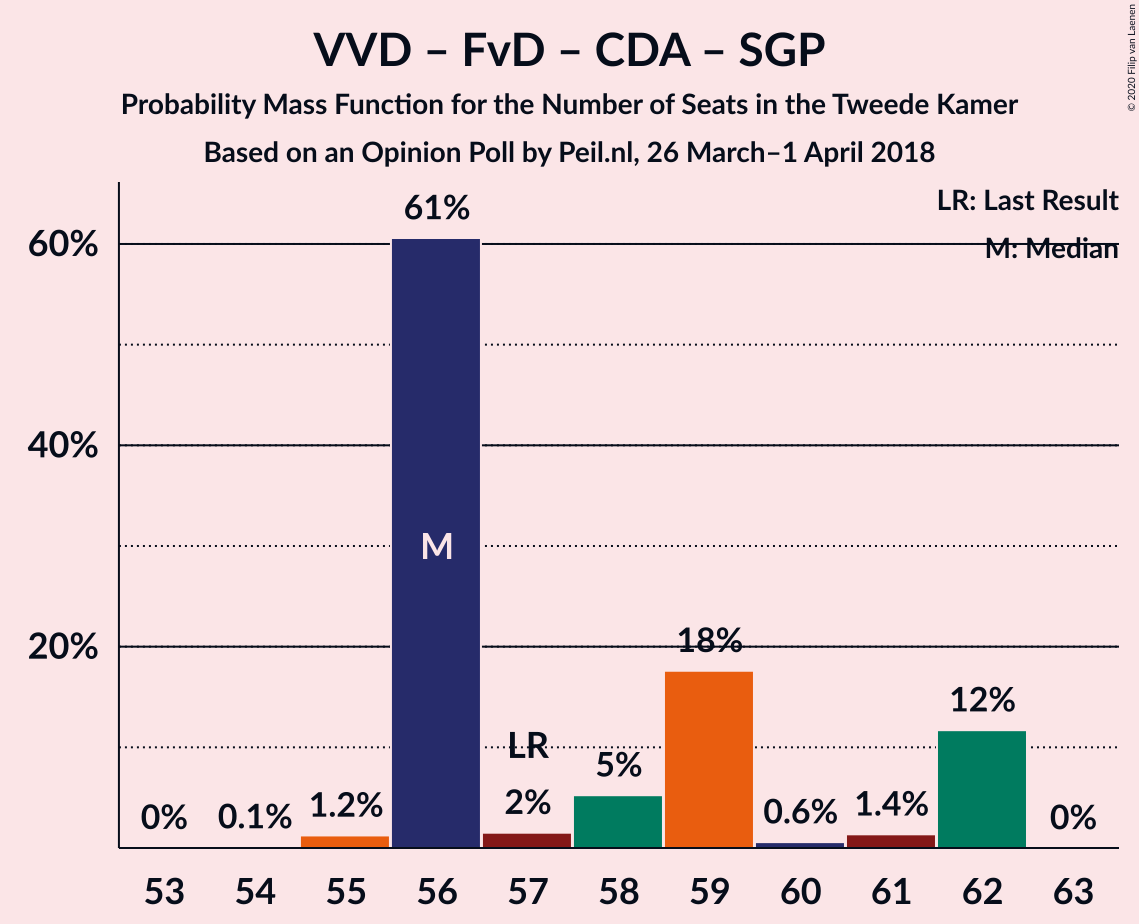 VVD – FvD – CDA – SGP
Probability Mass Function for the Number of Seats in the Tweede Kamer
Based on an Opinion Poll by Peil.nl, 26 March–1 April 2018
© 2020 Filip van Laenen
LR: Last Result
M: Median
60%
40%
20%
0%
0.1%
1.2%
61%
M
LR
2%
5%
18%
0.6%
1.4%
12%
0%
53 54 55 56 57 58 59 60 61 62 63